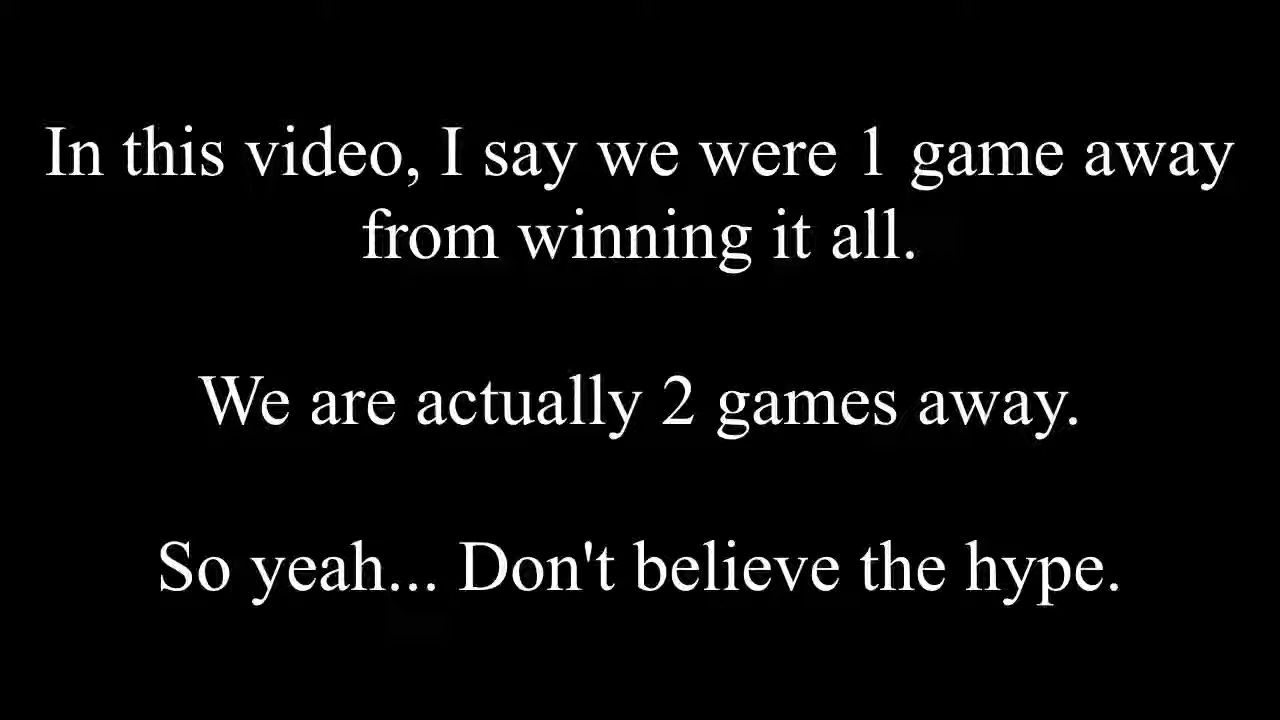 In this video, I say we were 1 game away
from winning it all.
We are actually 2 games away.
So yeah... Don't believe the hype.